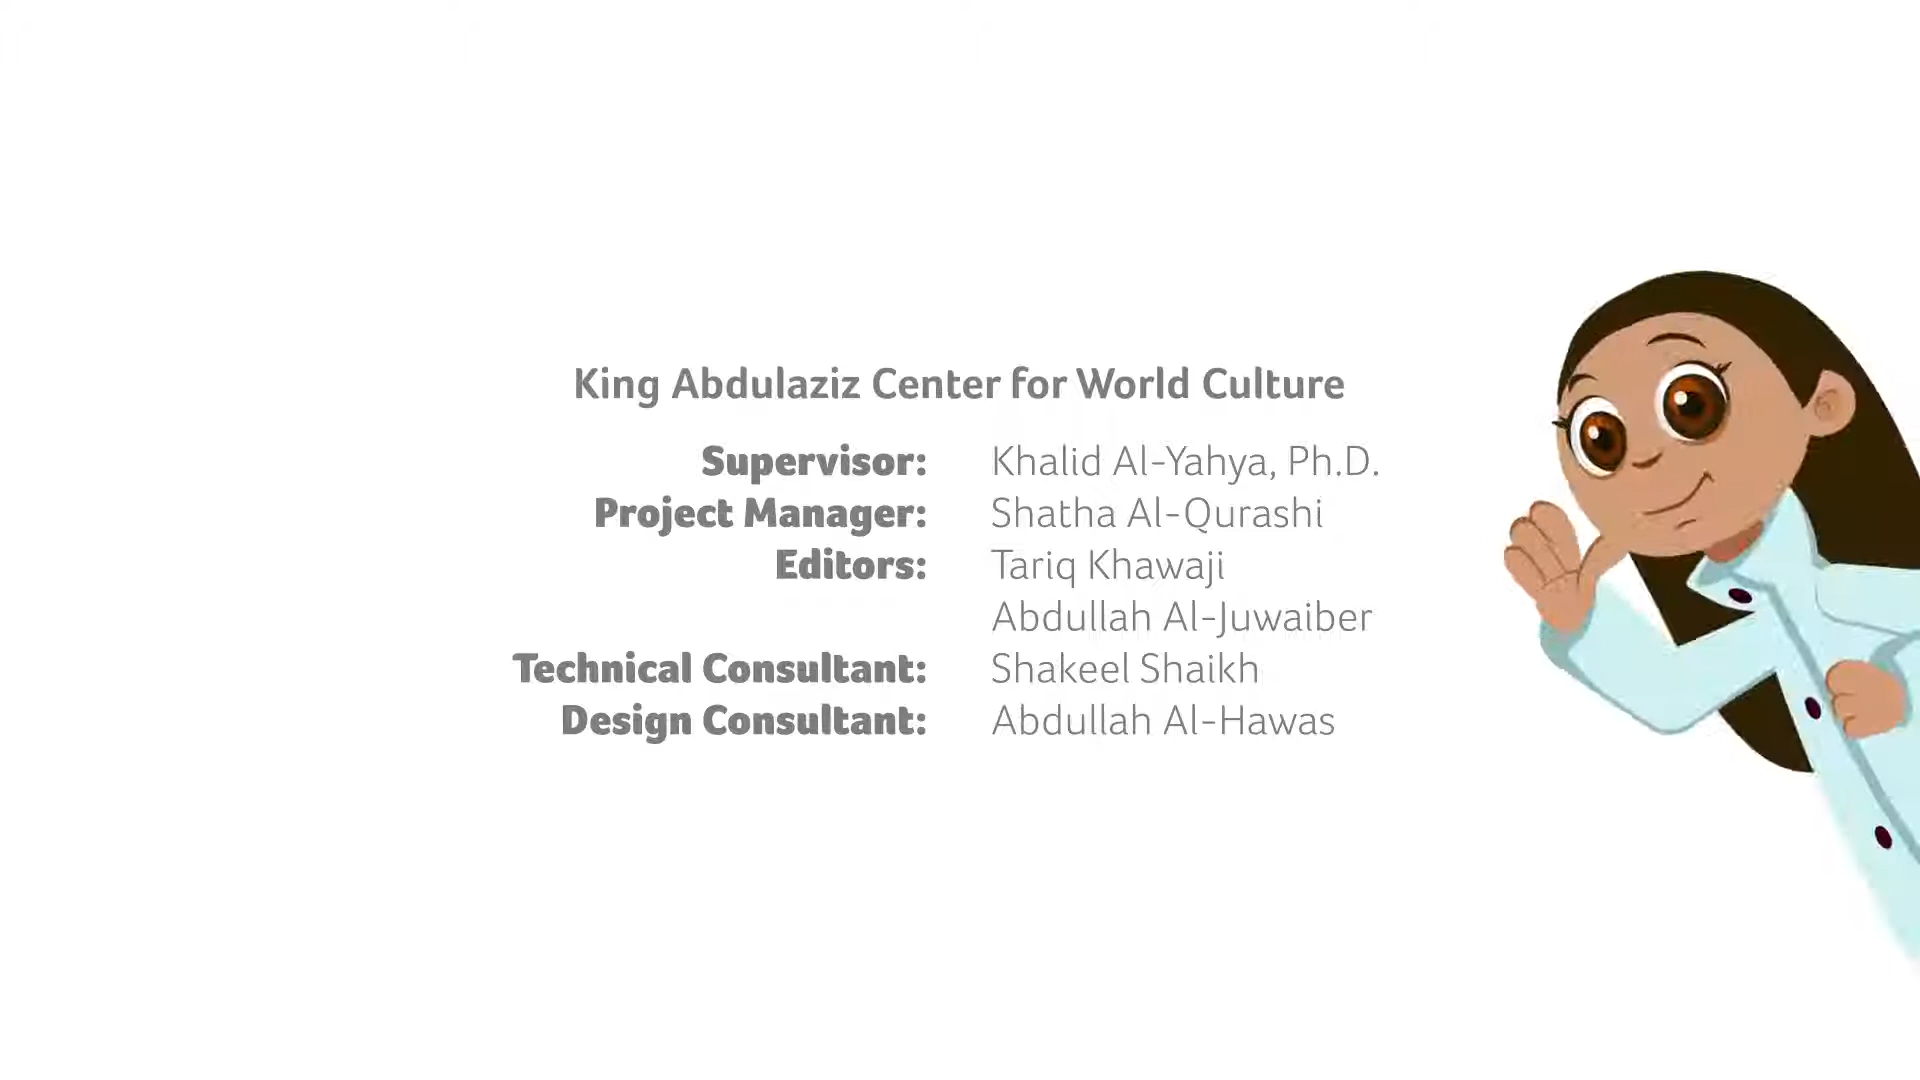 King Abdulaziz Center for World Culture
Supervisor: Khalid Al-Yahya, Ph.D.
Project Manager: Shatha Al-Qurashi
Editors: Tariq Khawaji
Abdullah Al-Juwaiber
Technical Consultant: Shakeel Shaikh
Design Consultant: Abdullah Al-Hawas